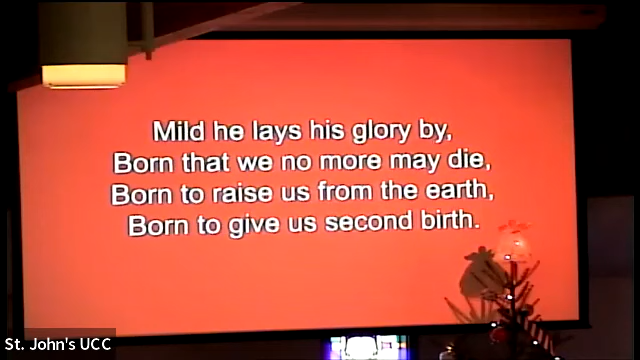 Mild he lays his glory by,
Born that we no more may die,
Born to raise us from the earth,
Born to give us second birth.
St. John's UCC